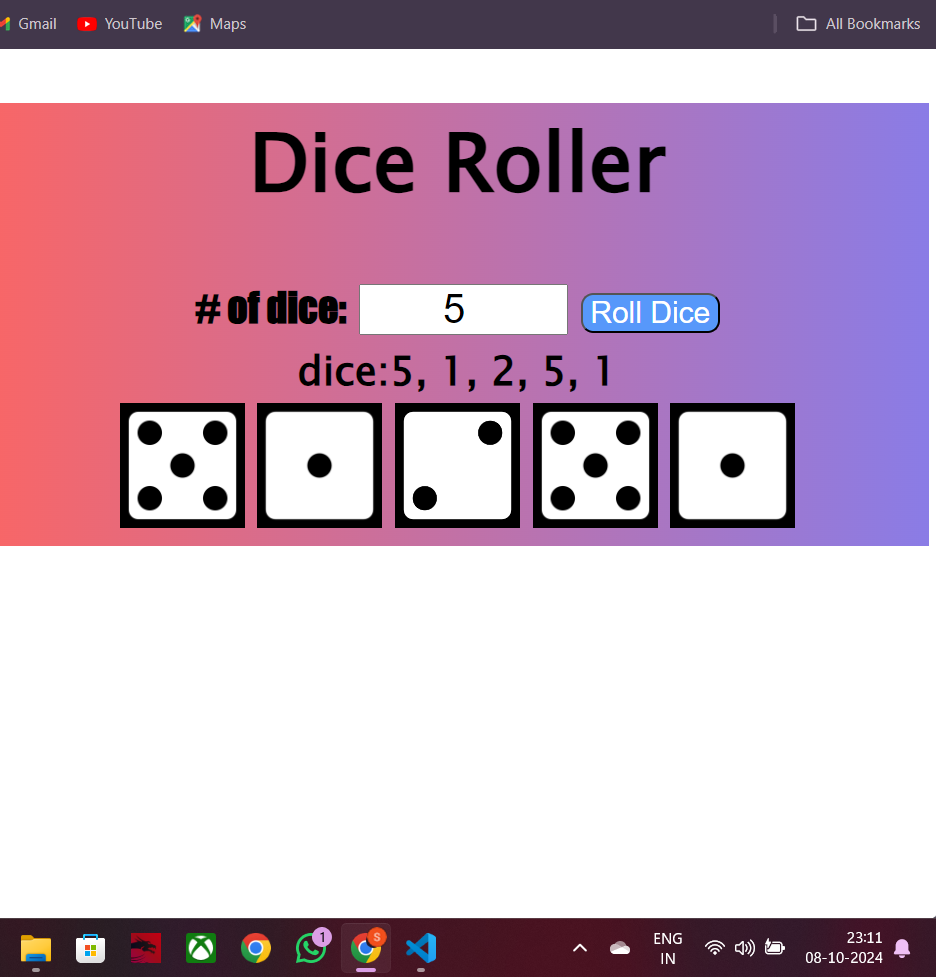 Gmail YouTube Maps All Bookmarks
Dice Roller
# of dice: 5 Roll Dice
dice:5, 1, 2, 5, 1
1 S ENG 23:11
IN 08-10-2024